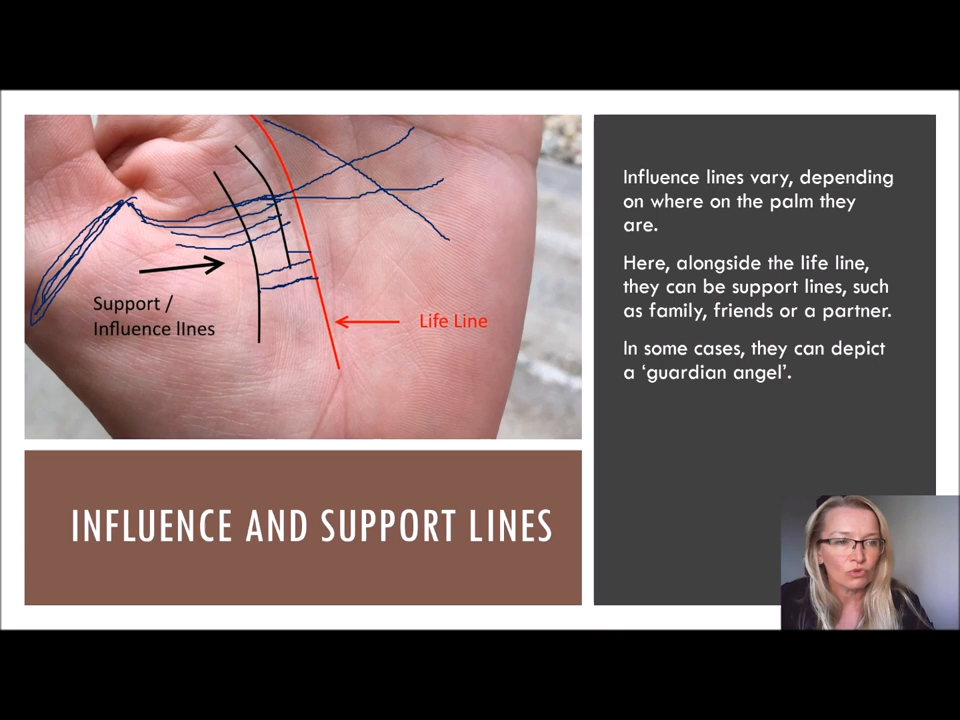 Support /
Influence lInes
Life Line
INFLUENCE AND SUPPORT LINES
Influence lines vary, depending
on where on the palm they
are.
Here, alongside the life line,
they can be support lines, such
as family, friends or a partner.
In some cases, they can depict
a ‘guardian angel’.